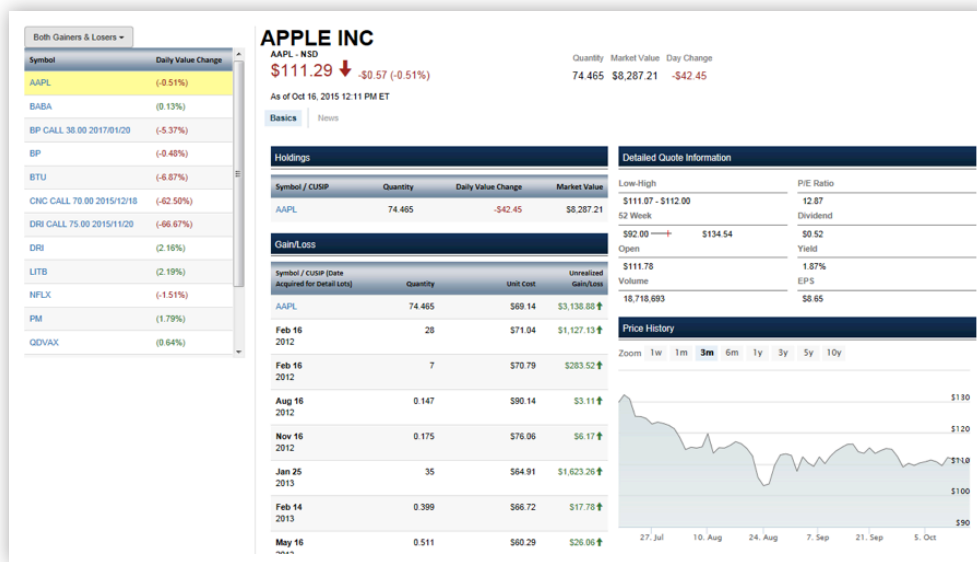 Both Gainers & Losers
Symbol Daily Value Change
AAPL (-0.51%)
BABA (0.13%)
BP CALL 38.00 2017/01/20 (-5.37%)
BP (-0.48%)
BTU (-6.87%)
CNC CALL 70.00 2015/12/18 (-62.50%)
DRI CALL 75.00 2015/11/20 (-66.67%)
DRI (2.16%)
LITB (2.19%)
NFLX (-1.51%)
PM (1.79%)
QDVAX (0.64%)
APPLE INC
AAPL - NSD
$111.29 -$0.57 (-0.51%)
As of Oct 16, 2015 12:11 PM ET
Quantity Market Value Day Change
74.465 $8,287.21 -$42.45
Basics News
Holdings
Symbol / CUSIP Quantity Daily Value Change Market Value
AAPL 74.465 -$42.45 $8,287.21
Gain/Loss
Symbol / CUSIP (Date Unrealized
Acquired for Detail Lots) Quantity Unit Cost Gain/Loss
AAPL 74.465 $69.14 $3,138.88
Feb 16 28 $71.04 $1,127.13
2012
Feb 16 7 $70.79 $283.52
2012
Aug 16 0.147 $90.14 $3.11
2012
Nov 16 0.175 $76.06 $6.17
2012
Jan 25 35 $64.91 $1,623.26
2013
Feb 14 0.399 $66.72 $17.78
2013
May 16 0.511 $60.29 $26.06
Detailed Quote Information
Low-High P/E Ratio
$111.07 - $112.00 12.87
52 Week Dividend
$92.00 $134.54 $0.52
Open Yield
$111.78 1.87%
Volume EPS
18,718,693 $8.65
Price History
Zoom 1w 1m 3m 6m 1y 3y 5y 10y
$130
$120
$110
$100
$90
27. Jul 10. Aug 24. Aug 7. Sep 21. Sep 5. Oct